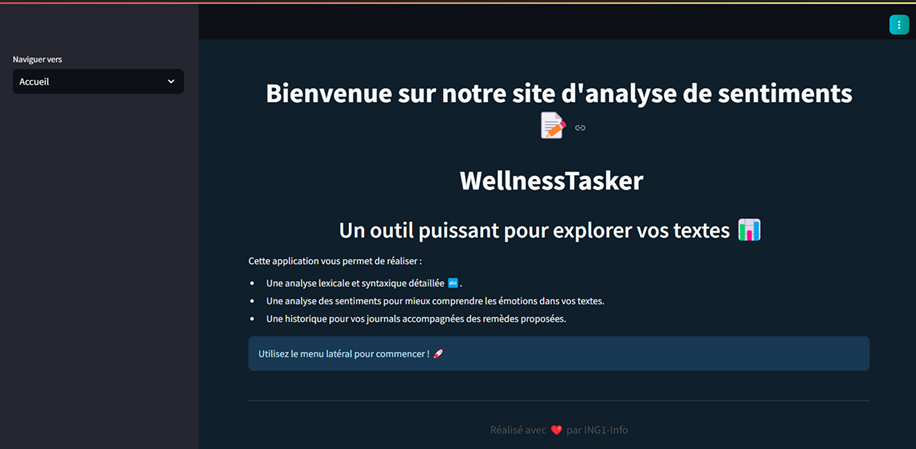 Naviguer vers
Accueil
Bienvenue sur notre site d'analyse de sentiments
WellnessTasker
Un outil puissant pour explorer vos textes
Cette application vous permet de réaliser :
Une analyse lexicale et syntaxique détaillée .
Une analyse des sentiments pour mieux comprendre les émotions dans vos textes.
Une historique pour vos journals accompagnées des remèdes proposées.
Utilisez le menu latéral pour commencer !
Réalisé avec ❤️ par ING1-Info